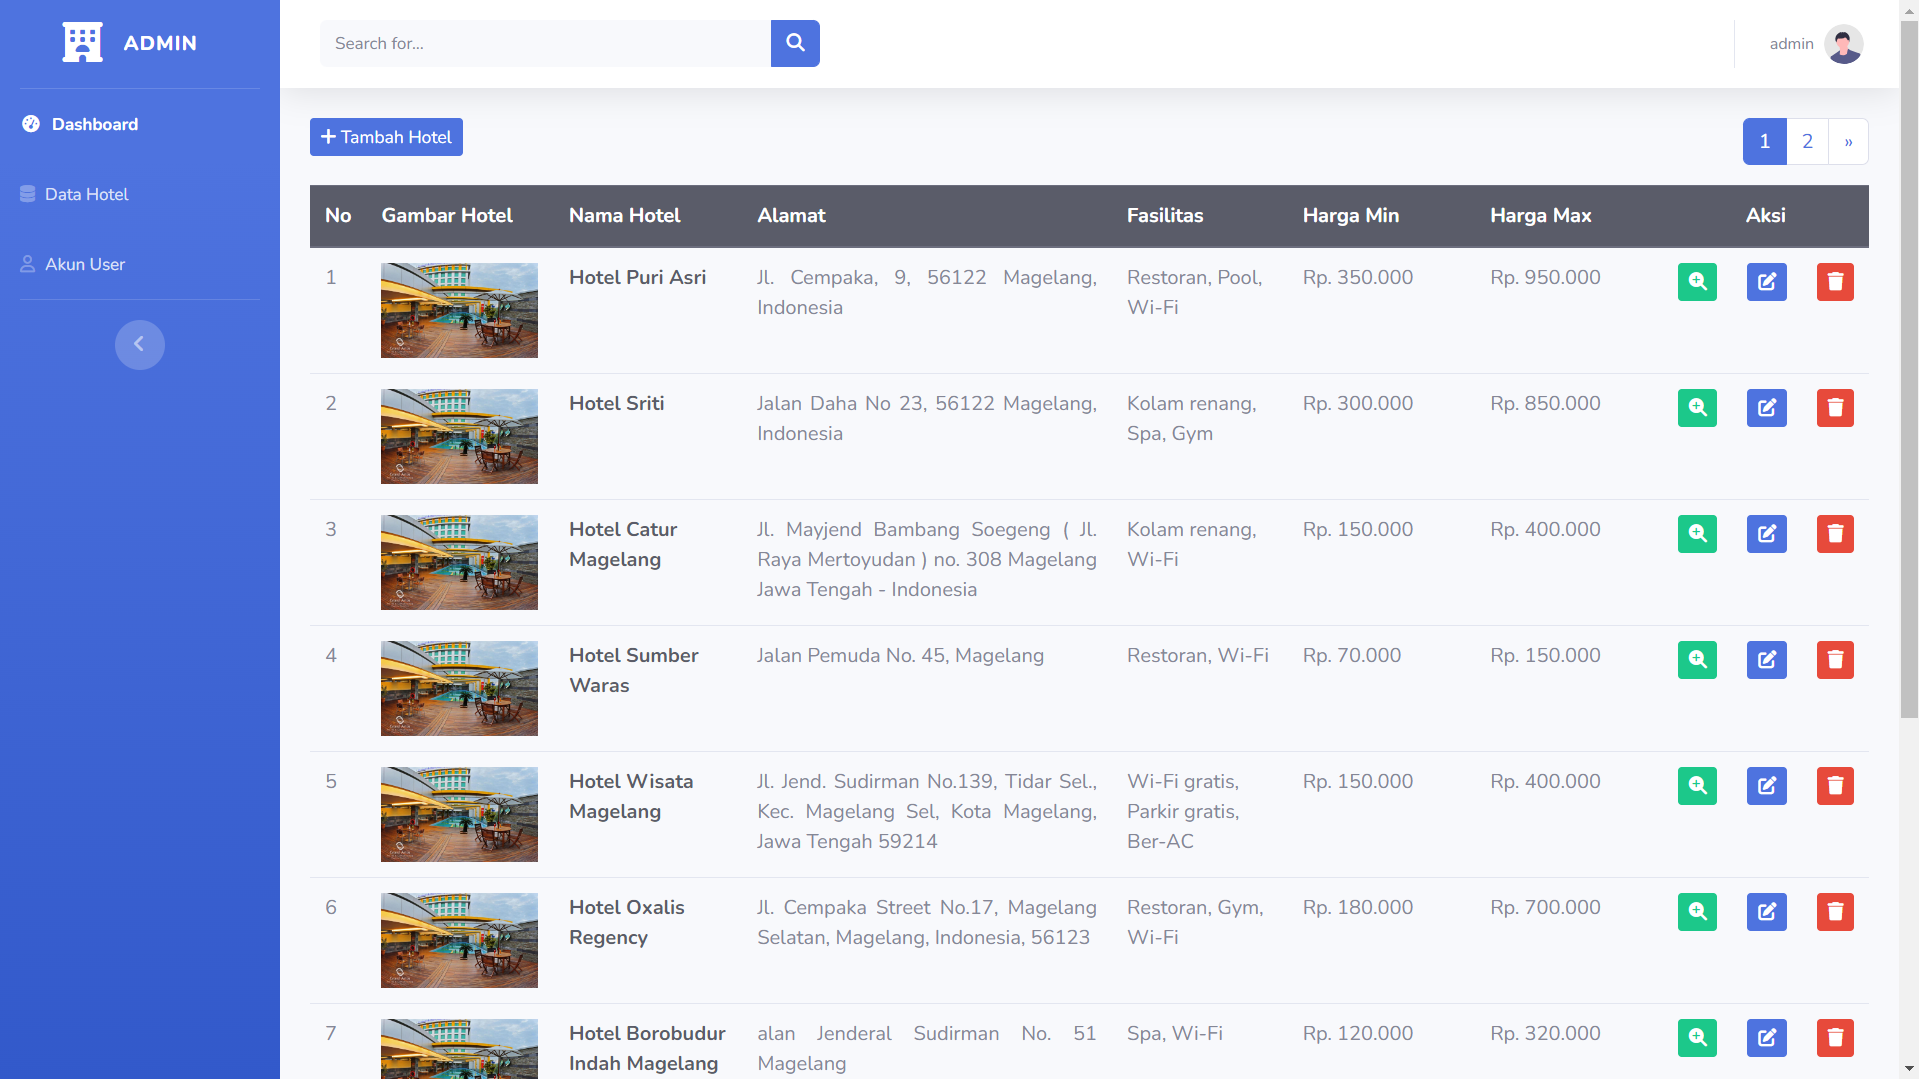 ADMIN
Search for...
admin
Dashboard
Data Hotel
Akun User
Tambah Hotel
1 2 »
No Gambar Hotel Nama Hotel Alamat Fasilitas Harga Min Harga Max Aksi
1 Hotel Puri Asri Jl. Cempaka, 9, 56122 Magelang, Restoran, Pool, Rp. 350.000 Rp. 950.000
Indonesia Wi-Fi
2 Hotel Sriti Jalan Daha No 23, 56122 Magelang, Kolam renang, Rp. 300.000 Rp. 850.000
Indonesia Spa, Gym
3 Hotel Catur Jl. Mayjend Bambang Soegeng ( Jl. Kolam renang, Rp. 150.000 Rp. 400.000
Magelang Raya Mertoyudan ) no. 308 Magelang Wi-Fi
Jawa Tengah - Indonesia
4 Hotel Sumber Jalan Pemuda No. 45, Magelang Restoran, Wi-Fi Rp. 70.000 Rp. 150.000
Waras
5 Hotel Wisata Jl. Jend. Sudirman No.139, Tidar Sel., Wi-Fi gratis, Rp. 150.000 Rp. 400.000
Magelang Kec. Magelang Sel, Kota Magelang, Parkir gratis,
Jawa Tengah 59214 Ber-AC
6 Hotel Oxalis Jl. Cempaka Street No.17, Magelang Restoran, Gym, Rp. 180.000 Rp. 700.000
Regency Selatan, Magelang, Indonesia, 56123 Wi-Fi
7 Hotel Borobudur alan Jenderal Sudirman No. 51 Spa, Wi-Fi Rp. 120.000 Rp. 320.000
Indah Magelang Magelang